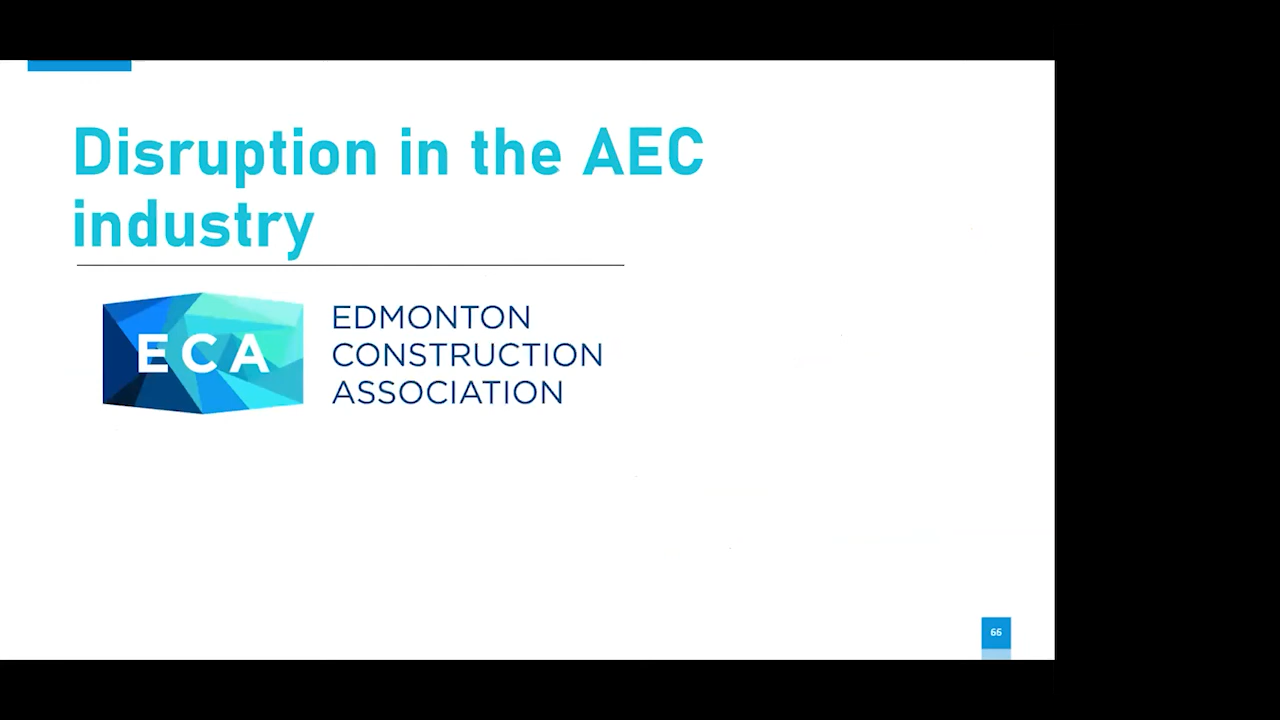 Disruption in the AEC
industry
ECA
EDMONTON
CONSTRUCTION
ASSOCIATION
66